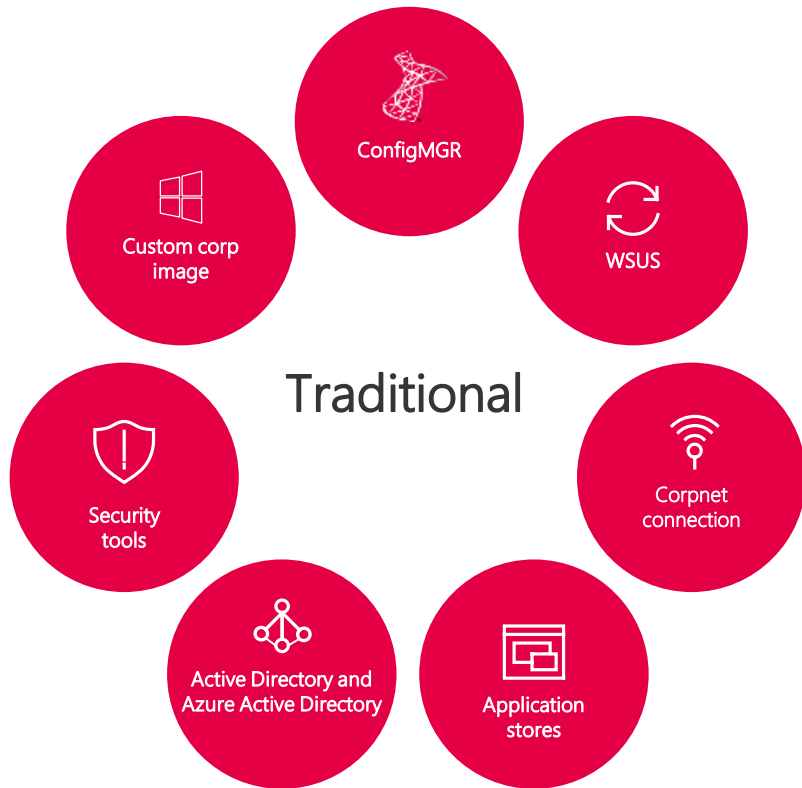 ConfigMGR
Custom corp
image
WSUS
Traditional
Security
tools
Corpnet
connection
Active Directory and
Azure Active Directory
Application
stores